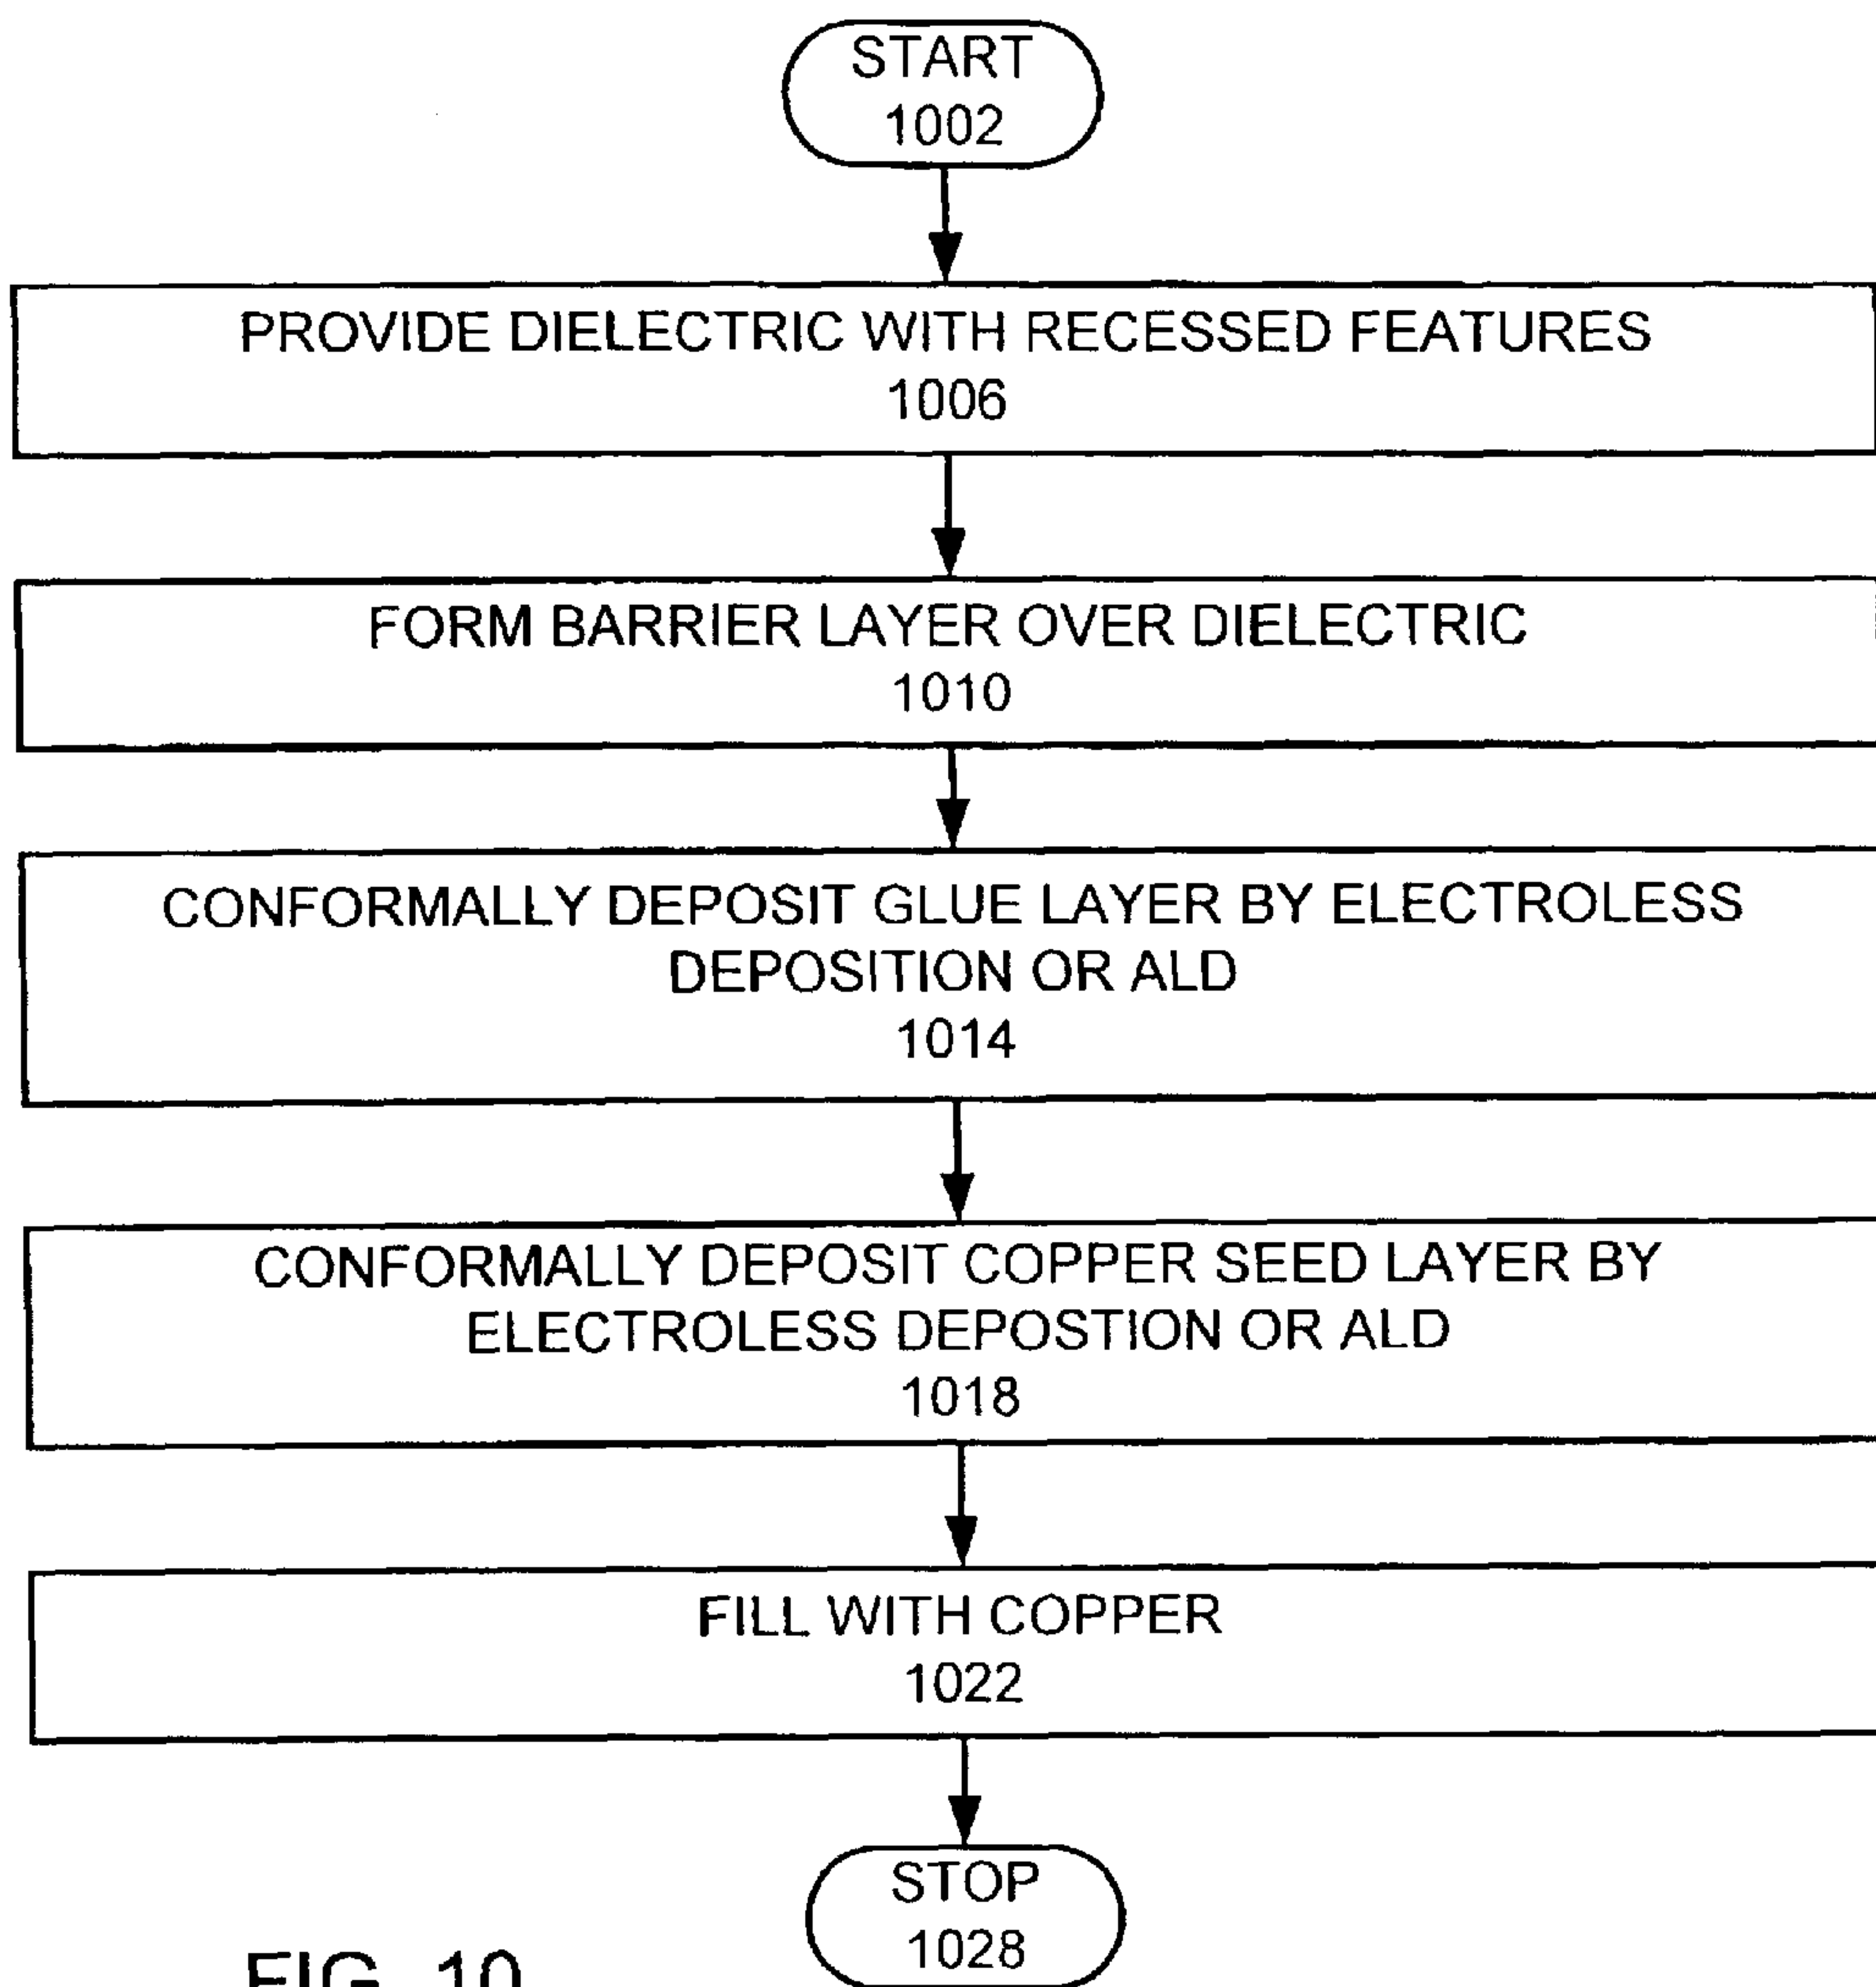 START
1002
PROVIDE DIELECTRIC WITH RECESSED FEATURES
1006
FORM BARRIER LAYER OVER DIELECTRIC
1010
CONFORMALLY DEPOSIT GLUE LAYER BY ELECTROLESS
DEPOSITION OR ALD
1014
CONFORMALLY DEPOSIT COPPER SEED LAYER BY
ELECTROLESS DEPOSTION OR ALD
1018
FILL WITH COPPER
1022
STOP
1028
FIG. 10